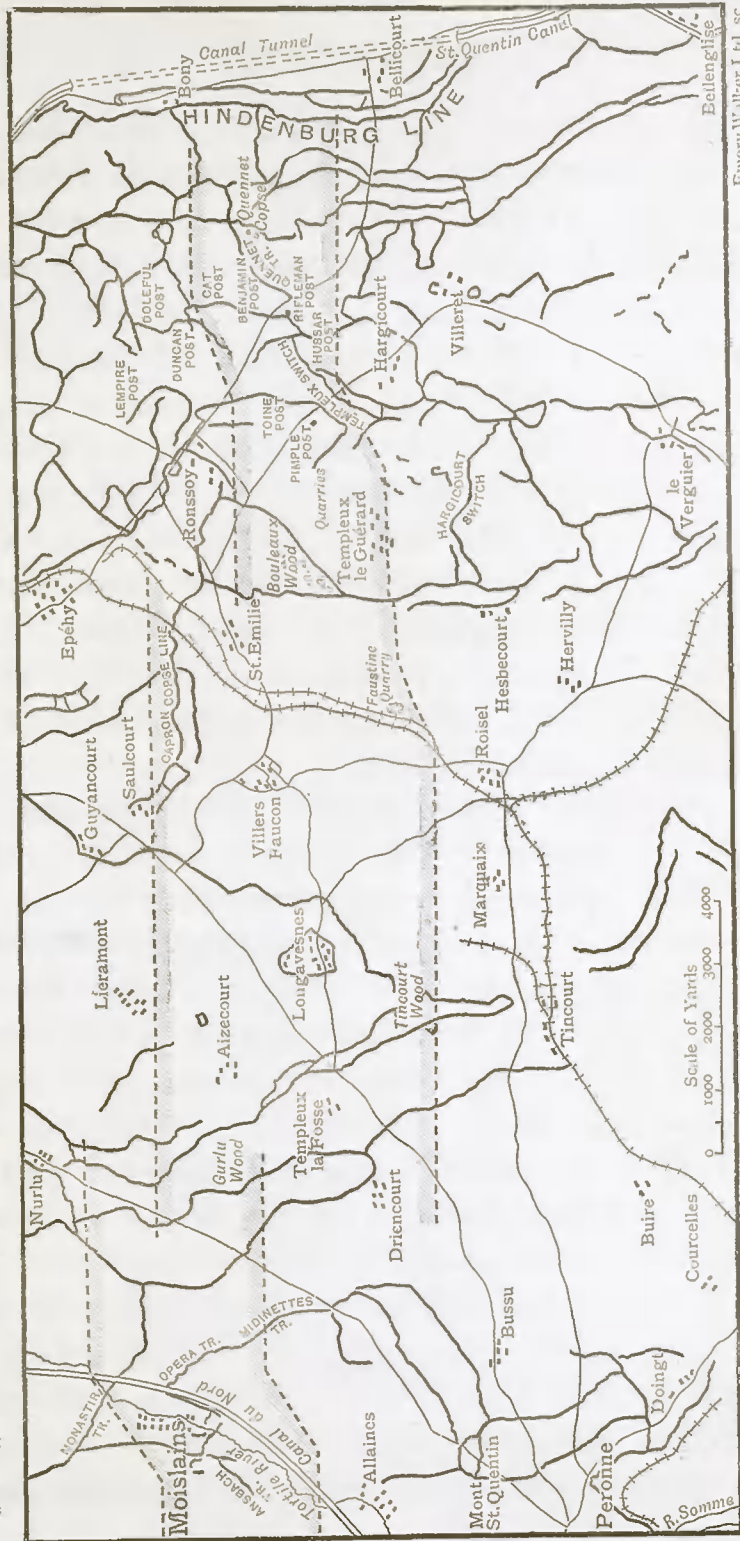 Canal Tunnel
St. Quentin Canal
Bony
Bellicourt
Bellenglise
HINDENBURG LINE
Quennet
Copse
QUENNET TR.
DOLEFUL
POST
CAT
POST
BENJAMIN
POST
RIFLEMAN
POST
HUSSAR
POST
DUNCAN
POST
LEMPIRE
POST
TEMPLEUX SWITCH
Hargicourt
Villeret
TOINE
POST
PIMPLE
POST
Ronssoy
Quarries
Bouleaux
Wood
Templeux
le Guérard
HARGICOURT
SWITCH
le
Verguier
Epéhy
St. Emilie
Faustine
Quarry
Hesbecourt
Hervilly
CAPRON COPSE LINE
Saulcourt
Guyancourt
Villers
Faucon
Roisel
Marquaix
Lieramont
Longavesnes
Aizecourt
Tincourt
Wood
Tincourt
Scale of Yards
0 1000 2000 3000 4000
Nurlu
Gurlu
Wood
Templeux
la Fosse
Driencourt
Buire
Courcelles
MONASTIR
TR.
OPERA TR.
MIDINETTES
TR.
Canal du Nord
Moislains
ANSBACH
TR.
Tortille River
Bussu
Doingt
Allaines
Mont
St. Quentin
Peronne
R. Somme
Emery Walker Ltd. sc.